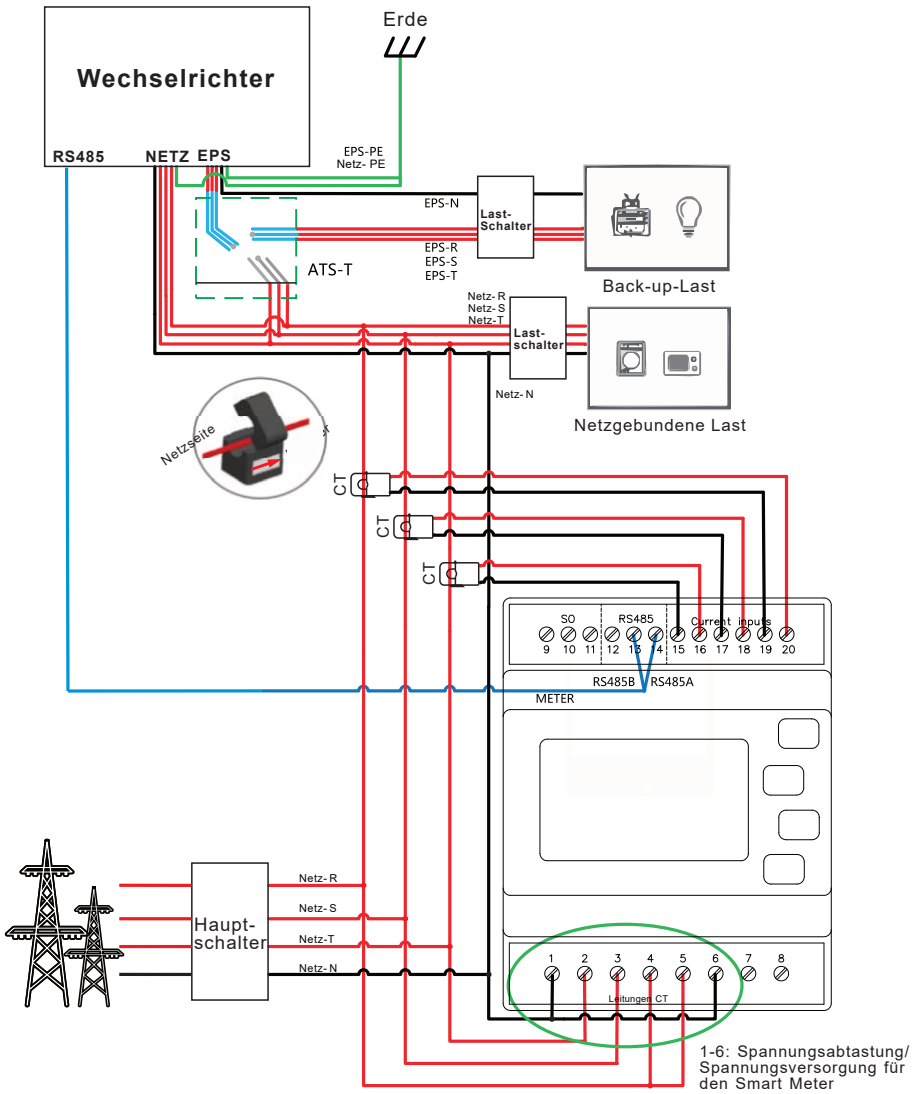 Erde
Wechselrichter
RS485 NETZ EPS
EPS-PE
Netz- PE
EPS-N
Last-
Schalter
EPS-R
EPS-S
EPS-T
ATS-T
Back-up-Last
Netz- R
Netz- S
Netz-T
Last-
schalter
Netz- N
Netzgebundene Last
Netzseite
CT
CT
CT
SO RS485 Current inputs
9 10 11 12 13 14 15 16 17 18 19 20
RS485B RS485A
METER
Netz- R
Netz- S
Netz-T
Netz- N
Haupt-
schalter
1 2 3 4 5 6 7 8
Leitungen CT
1-6: Spannungsabtastung/
Spannungsversorgung für
den Smart Meter